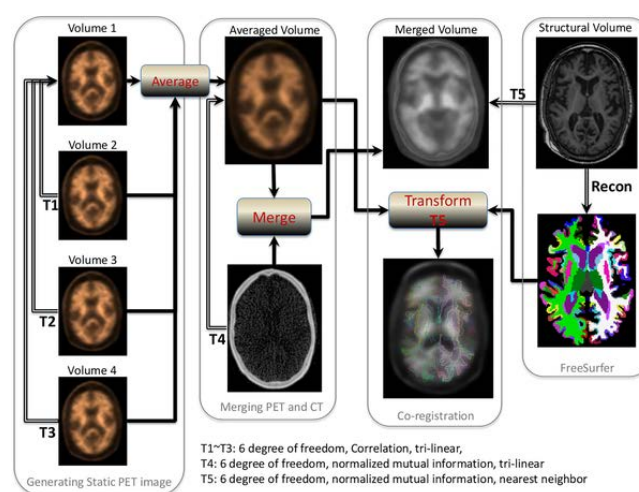 Volume 1
Averaged Volume
Merged Volume
Structural Volume
Average
Volume 2
T5
T1
Recon
Merge
Transform
T5
Volume 3
T2
T4
Volume 4
T3
FreeSurfer
Merging PET and CT
Co-registration
Generating Static PET image
T1~T3: 6 degree of freedom, Correlation, tri-linear,
T4: 6 degree of freedom, normalized mutual information, tri-linear
T5: 6 degree of freedom, normalized mutual information, nearest neighbor